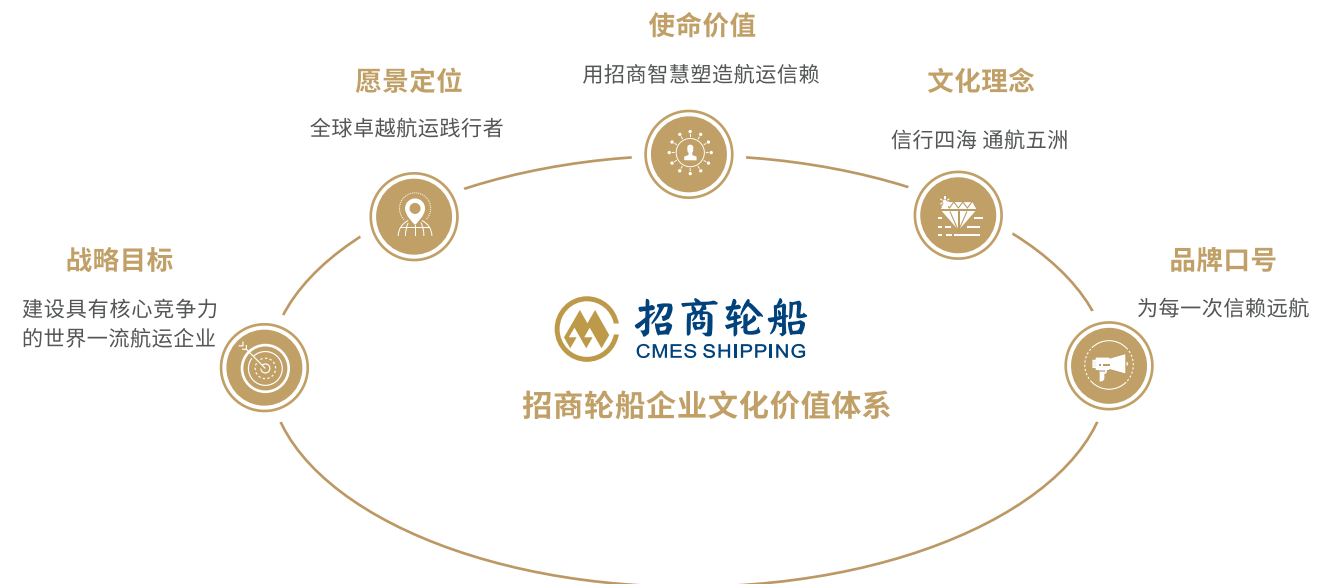 使命价值
用招商智慧塑造航运信赖
愿景定位
全球卓越航运践行者
文化理念
信行四海 通航五洲
战略目标
建设具有核心竞争力
的世界一流航运企业
品牌口号
为每一次信赖远航
招商轮船
CMES SHIPPING
招商轮船企业文化价值体系